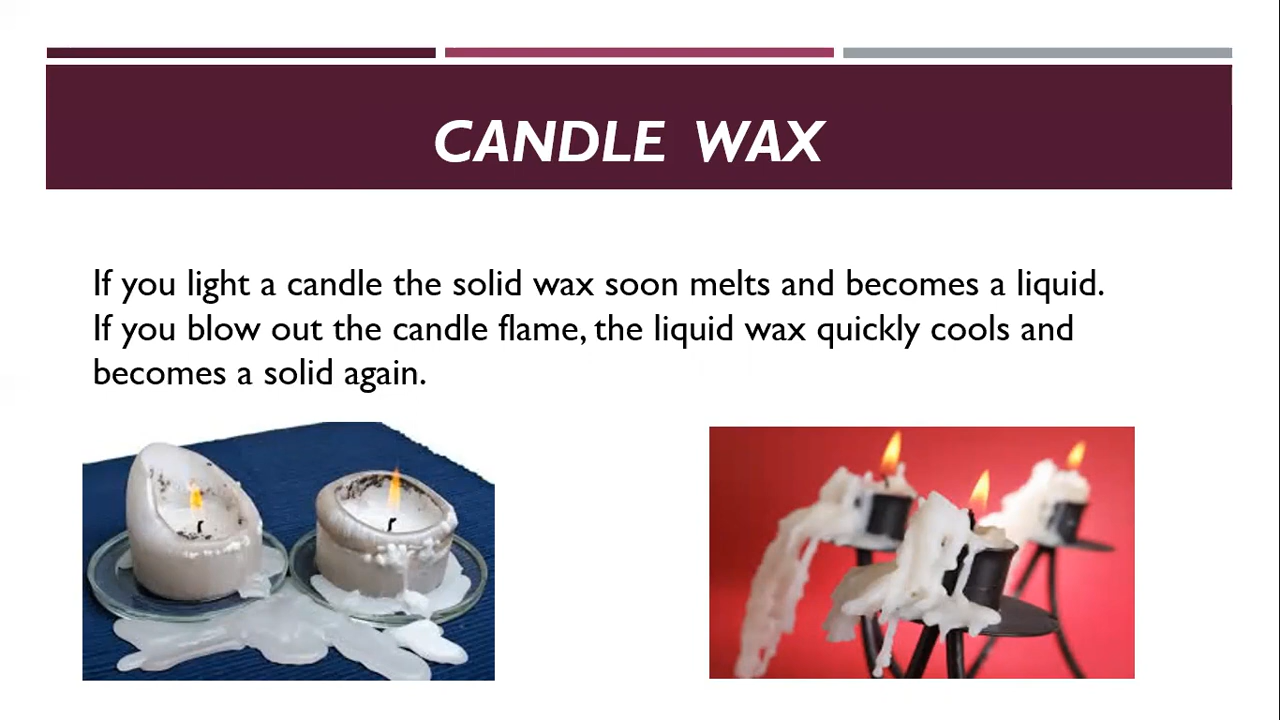 CANDLE WAX
If you light a candle the solid wax soon melts and becomes a liquid.
If you blow out the candle flame, the liquid wax quickly cools and
becomes a solid again.